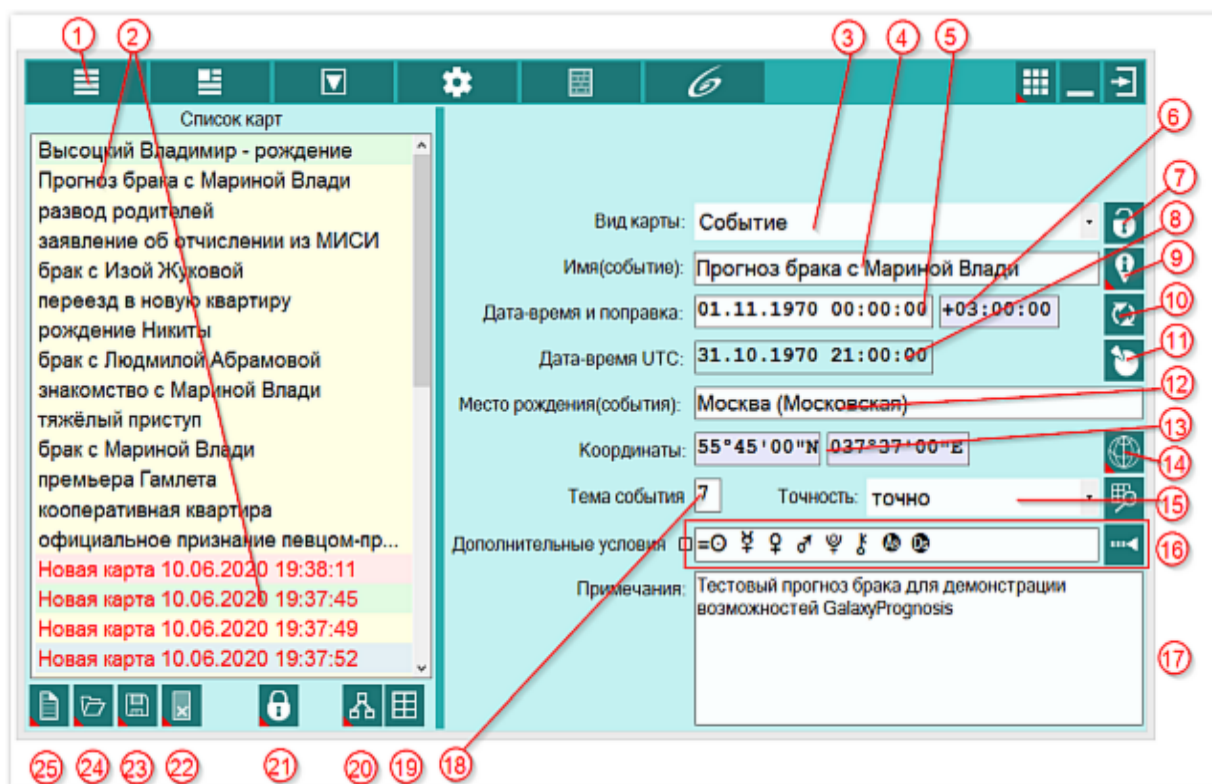 1 2 3 4 5
Список карт
6
Высоцкий Владимир - рождение
Прогноз брака с Мариной Влади
развод родителей
заявление об отчислении из МИСИ
брак с Изой Жуковой
переезд в новую квартиру
рождение Никиты
брак с Людмилой Абрамовой
знакомство с Мариной Влади
тяжёлый приступ
брак с Мариной Влади
премьера Гамлета
кооперативная квартира
официальное признание певцом-пр...
Новая карта 10.06.2020 19:38:11
Новая карта 10.06.2020 19:37:45
Новая карта 10.06.2020 19:37:49
Новая карта 10.06.2020 19:37:52
Вид карты: Событие 7
8
Имя(событие): Прогноз брака с Мариной Влади 9
Дата-время и поправка: 01.11.1970 00:00:00 +03:00:00 10
Дата-время UTC: 31.10.1970 21:00:00 11
Место рождения(события): Москва (Московская) 12
13
Координаты: 55°45'00"N 037°37'00"E 14
Тема события 7 Точность: точно 15
Дополнительные условия =☉ ☿ ♀ ♂ ♆ ⚷ As Ds 16
Примечания: Тестовый прогноз брака для демонстрации
возможностей GalaxyPrognosis
17
25 24 23 22 21 20 19 18